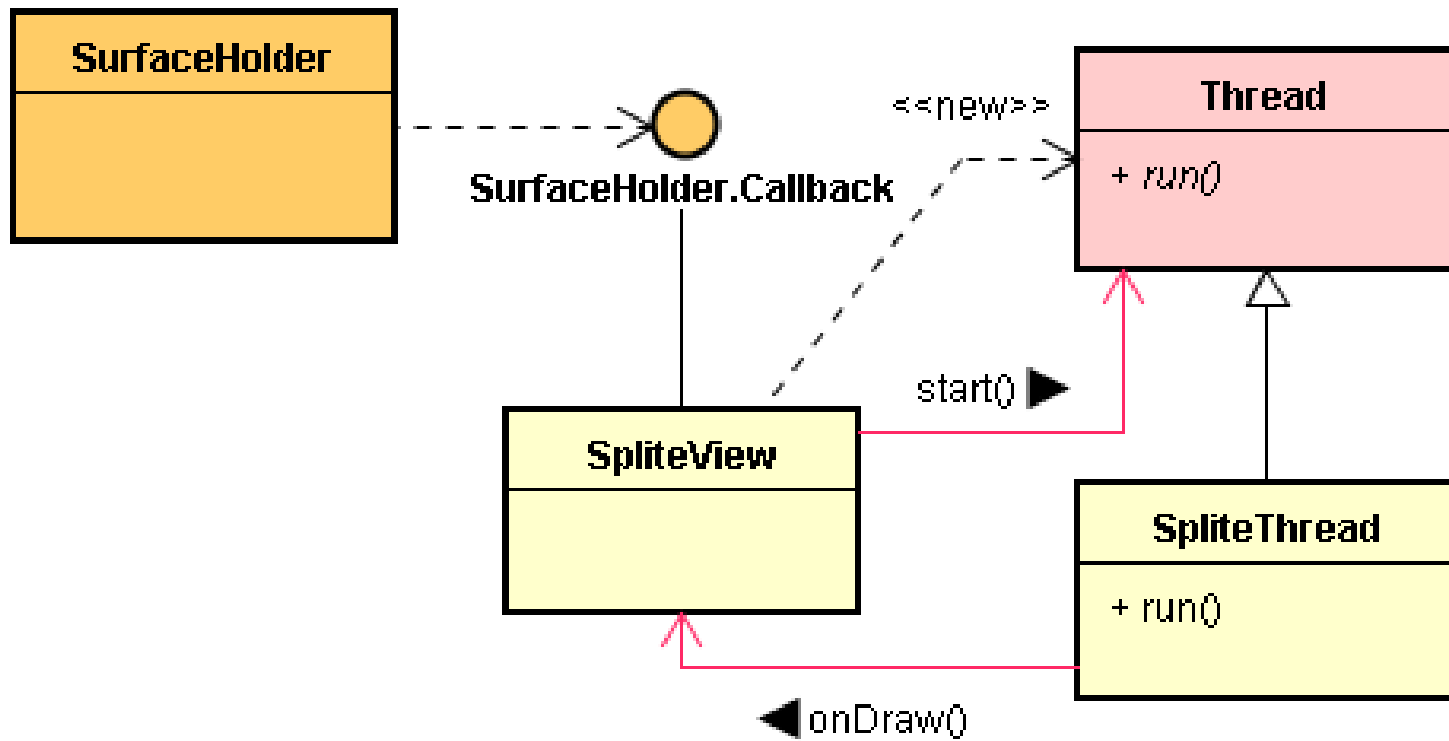 SurfaceHolder
SurfaceHolder.Callback
<<new>>
Thread
+ run()
start()
SpliteView
SpliteThread
+ run()
onDraw()